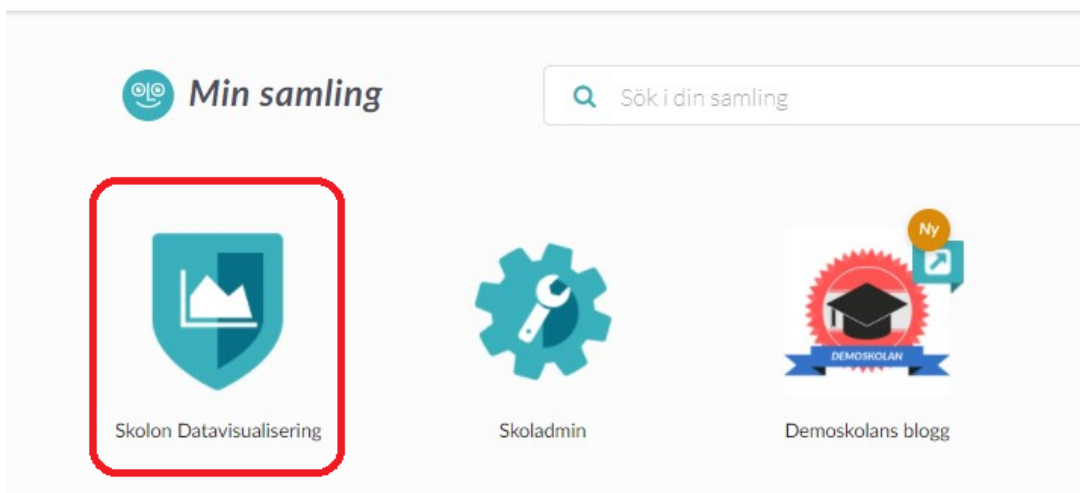 Min samling
Sök i din samling
Ny
DEMOSKOLAN
Skolon Datavisualisering
Skoladmin
Demoskolans blogg